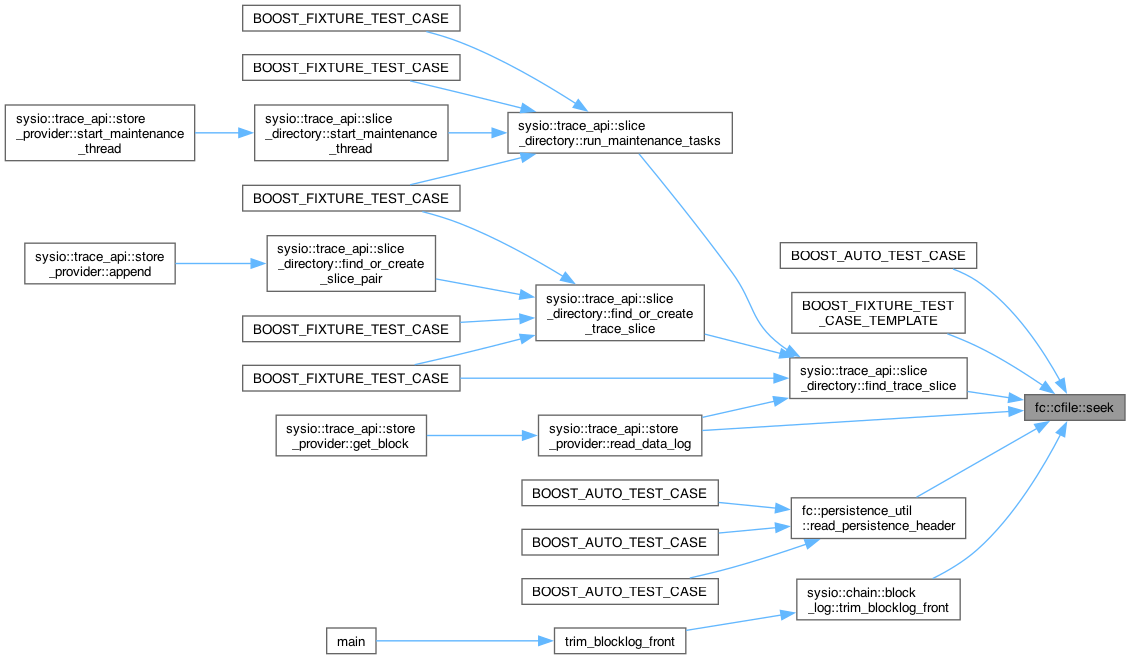 BOOST_FIXTURE_TEST_CASE
BOOST_FIXTURE_TEST_CASE
sysio::trace_api::store
_provider::start_maintenance
_thread
sysio::trace_api::slice
_directory::start_maintenance
_thread
sysio::trace_api::slice
_directory::run_maintenance_tasks
BOOST_FIXTURE_TEST_CASE
sysio::trace_api::store
_provider::append
sysio::trace_api::slice
_directory::find_or_create
_slice_pair
BOOST_AUTO_TEST_CASE
BOOST_FIXTURE_TEST
_CASE_TEMPLATE
sysio::trace_api::slice
_directory::find_or_create
_trace_slice
BOOST_FIXTURE_TEST_CASE
BOOST_FIXTURE_TEST_CASE
sysio::trace_api::slice
_directory::find_trace_slice
fc::cfile::seek
sysio::trace_api::store
_provider::get_block
sysio::trace_api::store
_provider::read_data_log
BOOST_AUTO_TEST_CASE
fc::persistence_util
::read_persistence_header
BOOST_AUTO_TEST_CASE
BOOST_AUTO_TEST_CASE
sysio::chain::block
_log::trim_blocklog_front
main
trim_blocklog_front